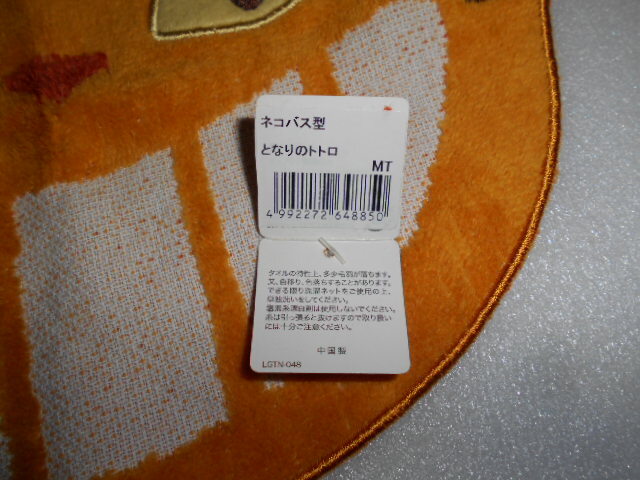 ネコバス型
となりのトトロ
MT
4 992272 648850
タオルの特性上、多少毛羽が落ちます。
又、色移り、色落ちすることがあります。
できる限り洗濯ネットをご使用の上、
単独洗いをしてください。
塩素系漂白剤は使用しないでください。
糸は引っ張ると抜けますので取り扱い
には十分ご注意ください。
中国製
LGTN-048